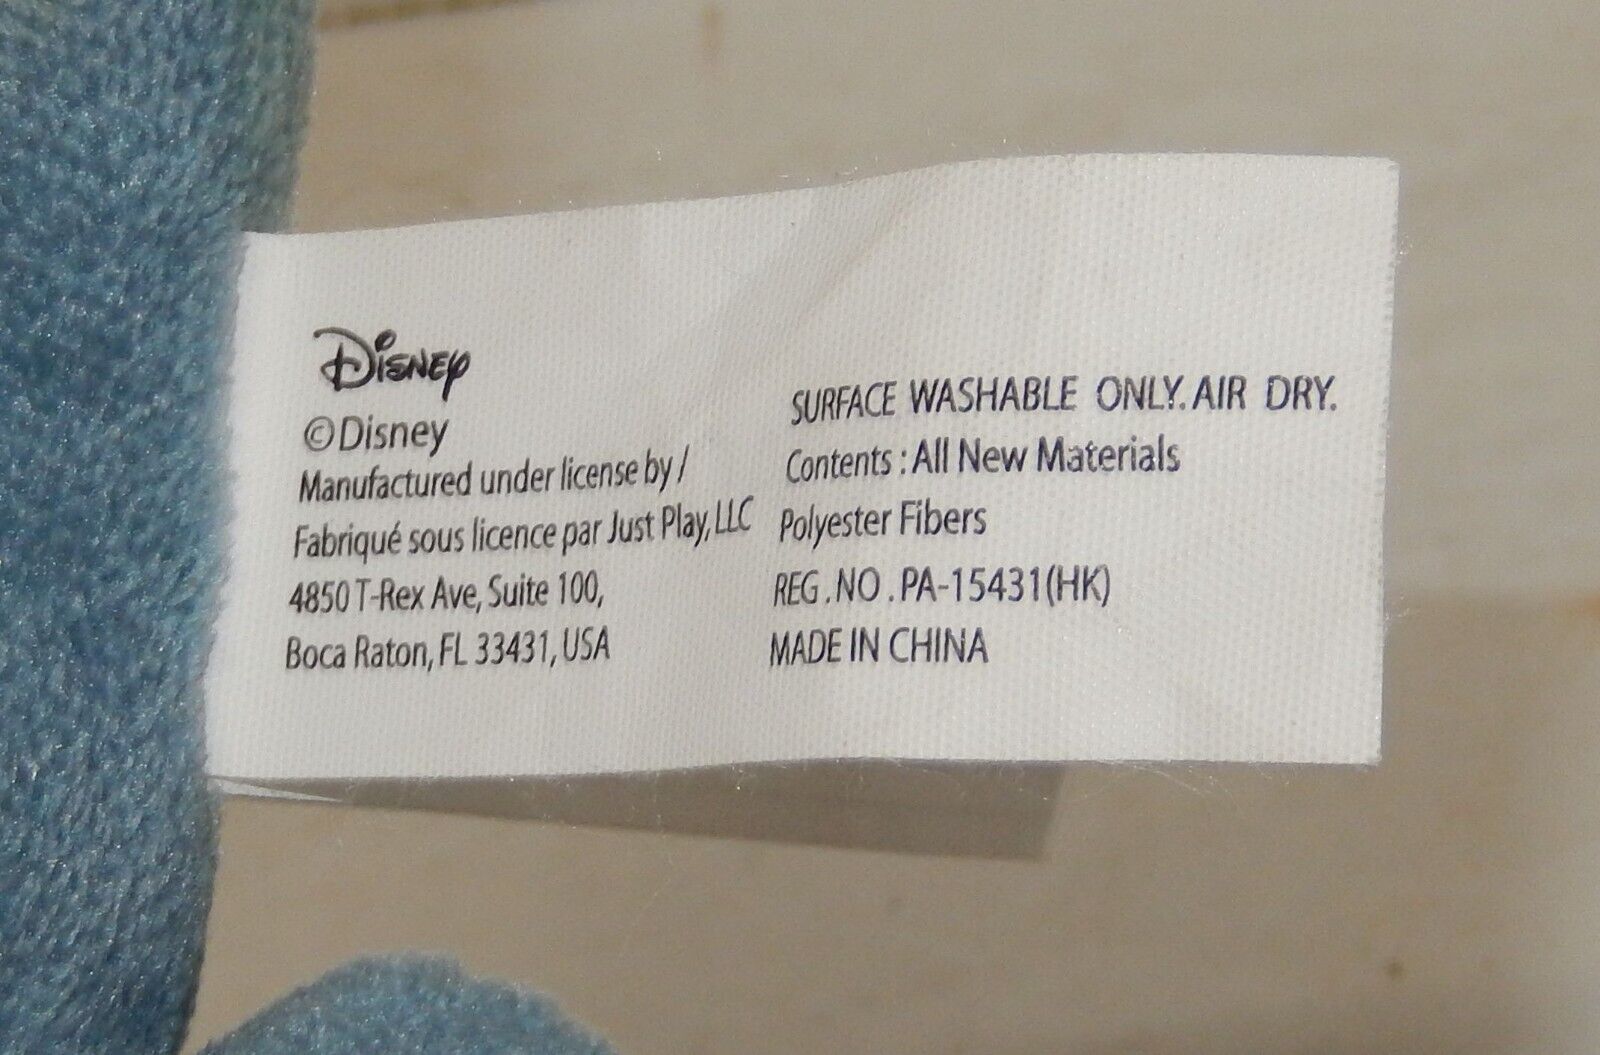 Disney
©Disney
Manufactured under license by /
Fabriqué sous licence par Just Play, LLC
4850 T-Rex Ave, Suite 100,
Boca Raton, FL 33431, USA
SURFACE WASHABLE ONLY. AIR DRY.
Contents : All New Materials
Polyester Fibers
REG . NO . PA-15431(HK)
MADE IN CHINA